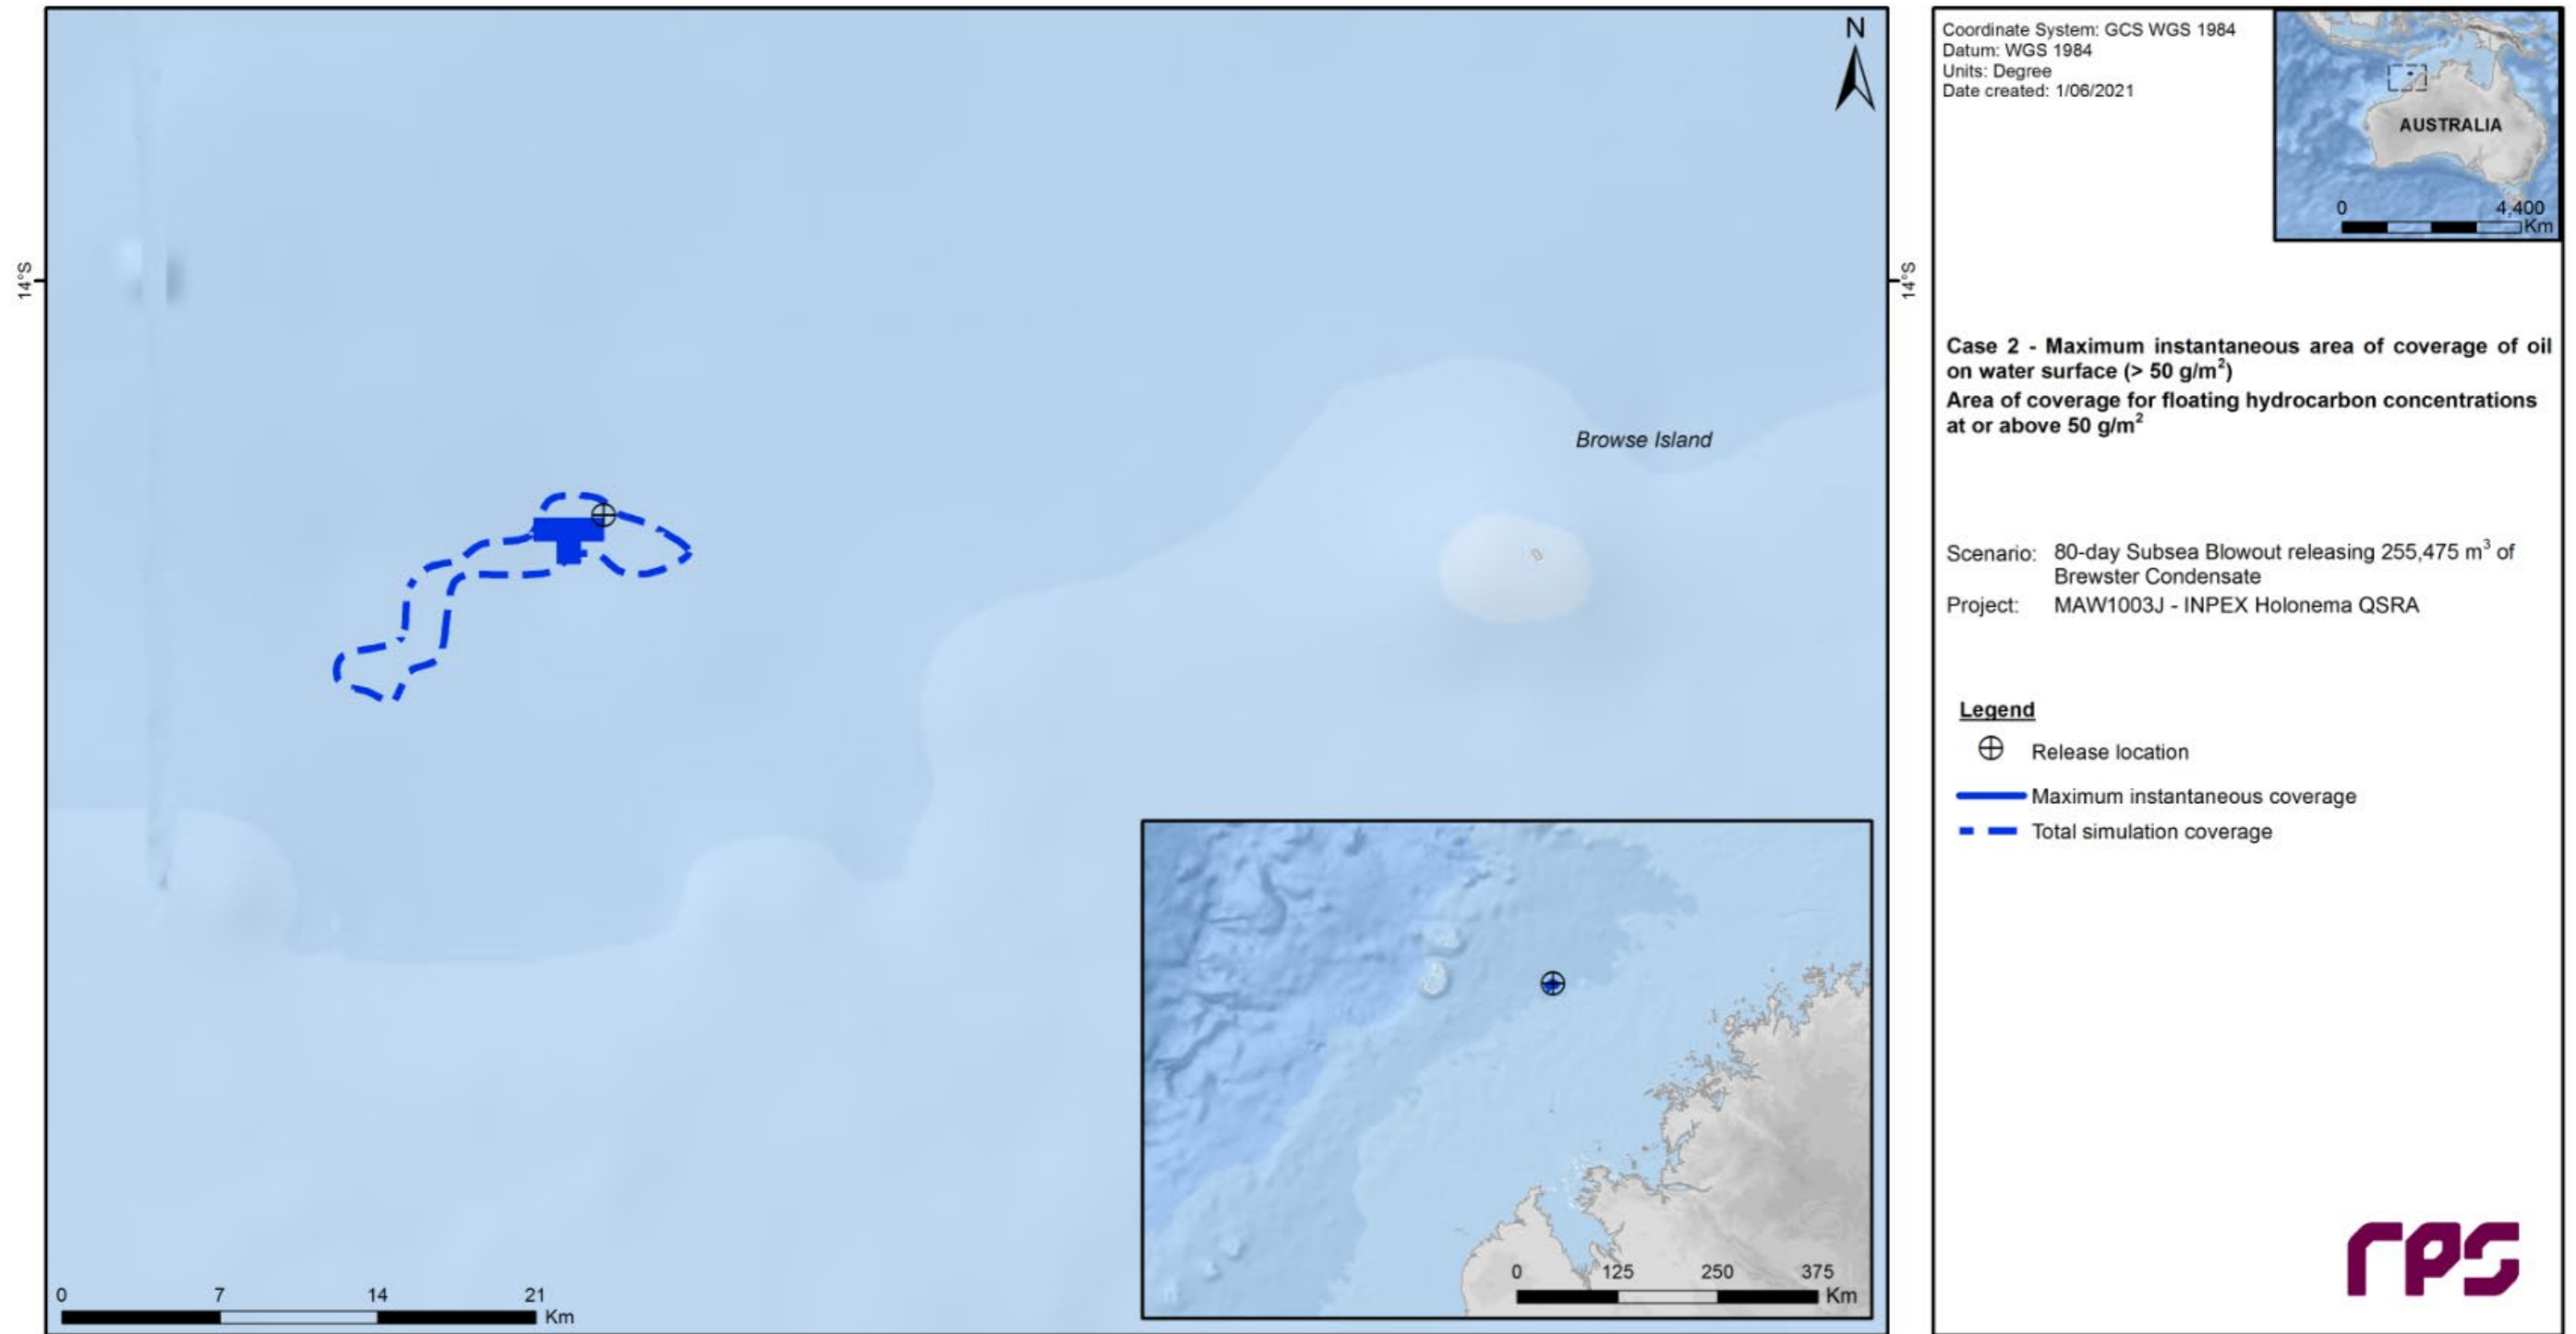 N
14°S
14°S
Browse Island
0 7 14 21 Km
0 125 250 375 Km
Coordinate System: GCS WGS 1984
Datum: WGS 1984
Units: Degree
Date created: 1/06/2021
AUSTRALIA
0 4,400 Km
Case 2 - Maximum instantaneous area of coverage of oil
on water surface (> 50 g/m²)
Area of coverage for floating hydrocarbon concentrations
at or above 50 g/m²
Scenario: 80-day Subsea Blowout releasing 255,475 m³ of
Brewster Condensate
Project: MAW1003J - INPEX Holonema QSRA
Legend
Release location
Maximum instantaneous coverage
Total simulation coverage
rps